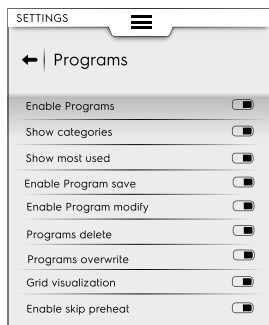 SETTINGS
Programs
Enable Programs
Show categories
Show most used
Enable Program save
Enable Program modify
Programs delete
Programs overwrite
Grid visualization
Enable skip preheat